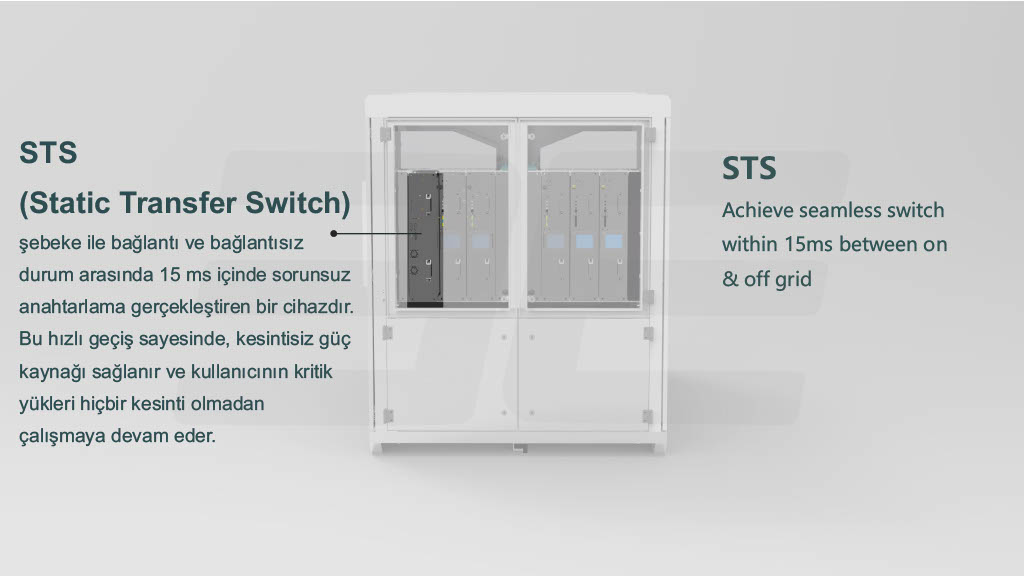 STS
(Static Transfer Switch)
şebeke ile bağlantı ve bağlantısız
durum arasında 15 ms içinde sorunsuz
anahtarlama gerçekleştiren bir cihazdır.
Bu hızlı geçiş sayesinde, kesintisiz güç
kaynağı sağlanır ve kullanıcının kritik
yükleri hiçbir kesinti olmadan
çalışmaya devam eder.
STS
Achieve seamless switch
within 15ms between on
& off grid